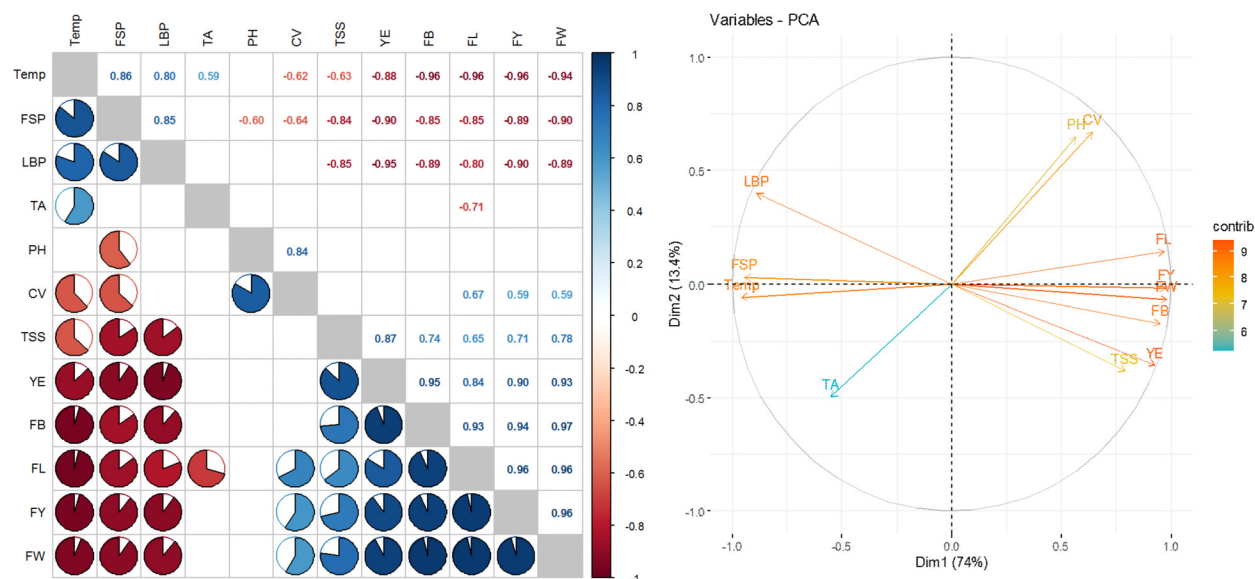 Temp FSP LBP TA PH CV TSS YE FB FL FY FW
Temp 0.86 0.80 0.59 -0.62 -0.63 -0.88 -0.96 -0.96 -0.96 -0.94
FSP 0.85 -0.60 -0.64 -0.84 -0.90 -0.85 -0.85 -0.89 -0.90
LBP -0.85 -0.95 -0.89 -0.80 -0.90 -0.89
TA -0.71
PH 0.84
CV 0.67 0.59 0.59
TSS 0.87 0.74 0.65 0.71 0.78
YE 0.95 0.84 0.90 0.93
FB 0.93 0.94 0.97
FL 0.96 0.96
FY 0.96
FW
1
0.8
0.6
0.4
0.2
0
-0.2
-0.4
-0.6
-0.8
-1
Variables - PCA
1.0
0.5
0.0
-0.5
-1.0
Dim2 (13.4%)
PH CV
LBP
FL
FSP
FY
Temp
FW
FB
YE
TSS
TA
-1.0 -0.5 0.0 0.5 1.0
Dim1 (74%)
contrib
9
8
7
6